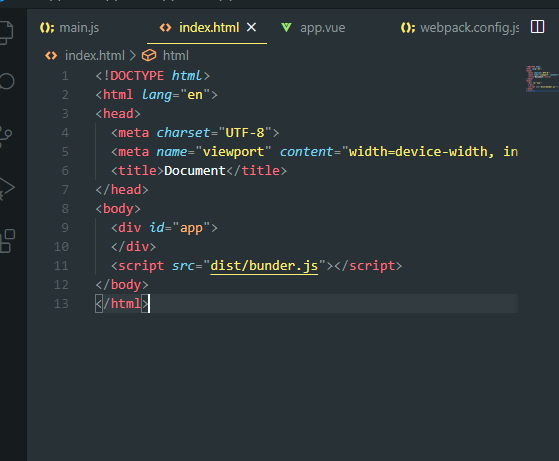 main.js index.html app.vue webpack.config.js
index.html > html
1 <!DOCTYPE html>
2 <html lang="en">
3 <head>
4 <meta charset="UTF-8">
5 <meta name="viewport" content="width=device-width, in
6 <title>Document</title>
7 </head>
8 <body>
9 <div id="app">
10 </div>
11 <script src="dist/bunder.js"></script>
12 </body>
13 </html>